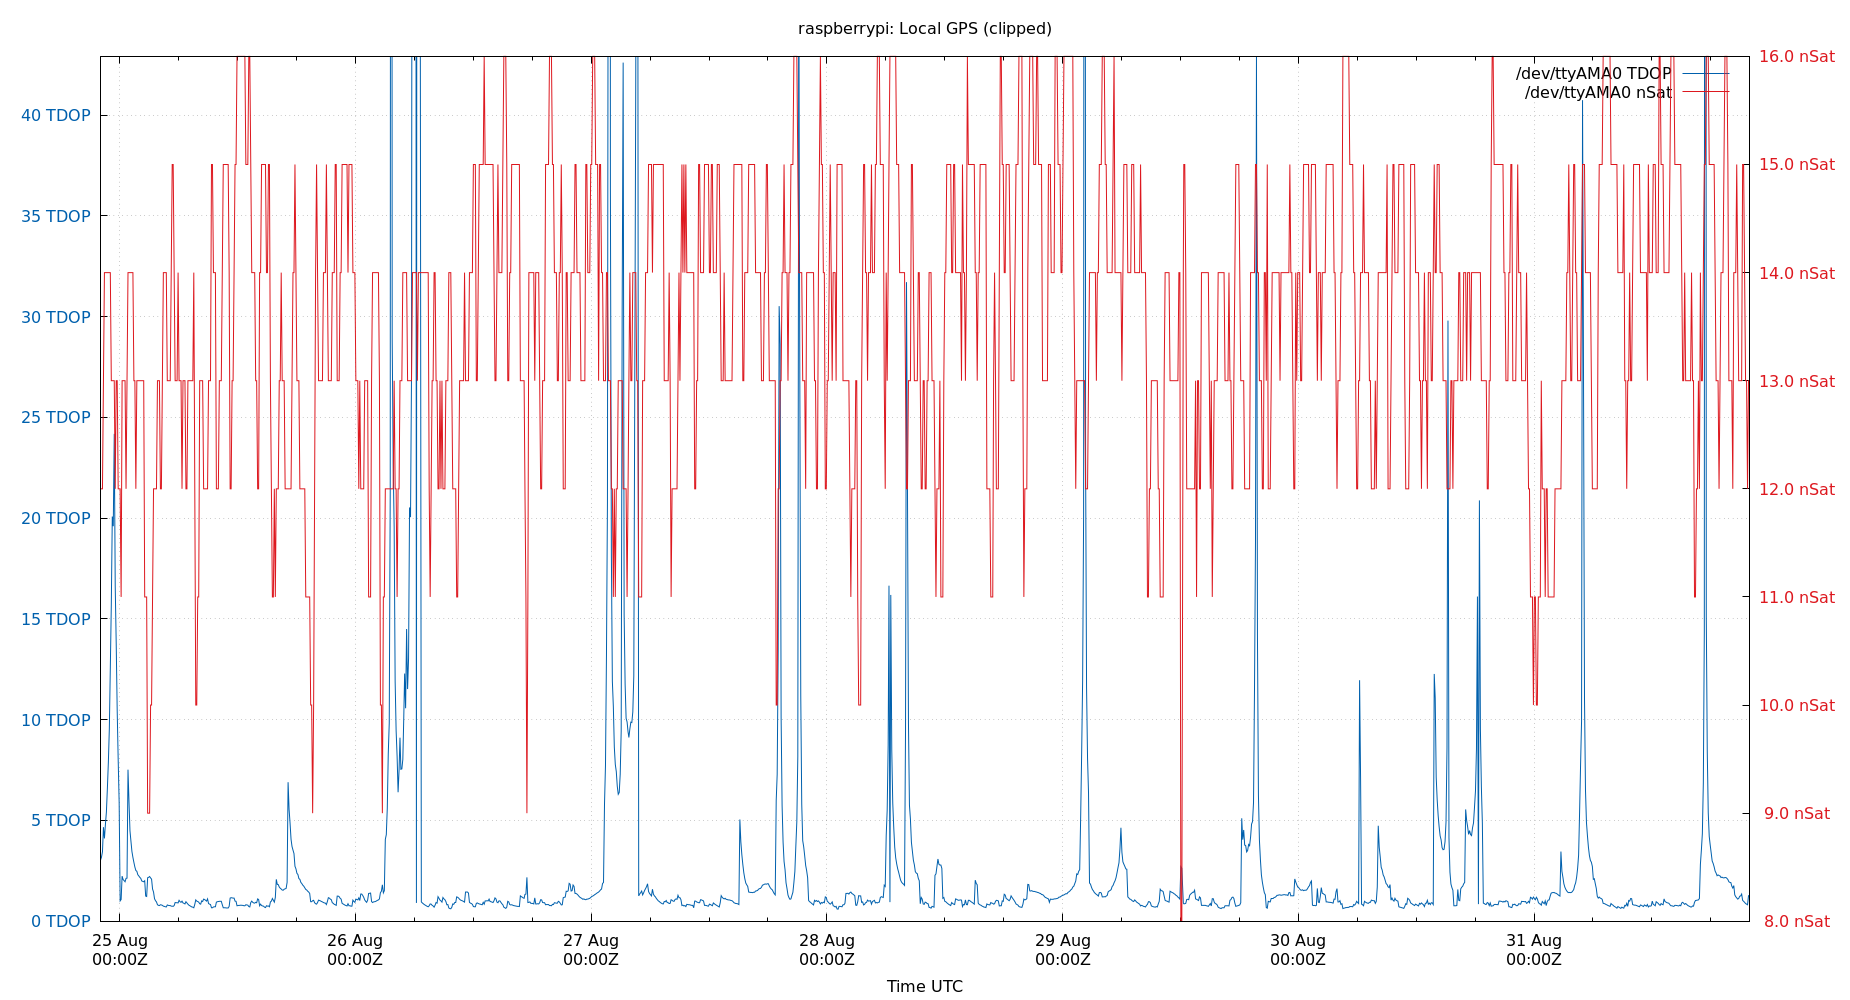 raspberrypi: Local GPS (clipped)
/dev/ttyAMA0 TDOP
/dev/ttyAMA0 nSat
40 TDOP
35 TDOP
30 TDOP
25 TDOP
20 TDOP
15 TDOP
10 TDOP
5 TDOP
0 TDOP
16.0 nSat
15.0 nSat
14.0 nSat
13.0 nSat
12.0 nSat
11.0 nSat
10.0 nSat
9.0 nSat
8.0 nSat
25 Aug
00:00Z
26 Aug
00:00Z
27 Aug
00:00Z
28 Aug
00:00Z
29 Aug
00:00Z
30 Aug
00:00Z
31 Aug
00:00Z
Time UTC